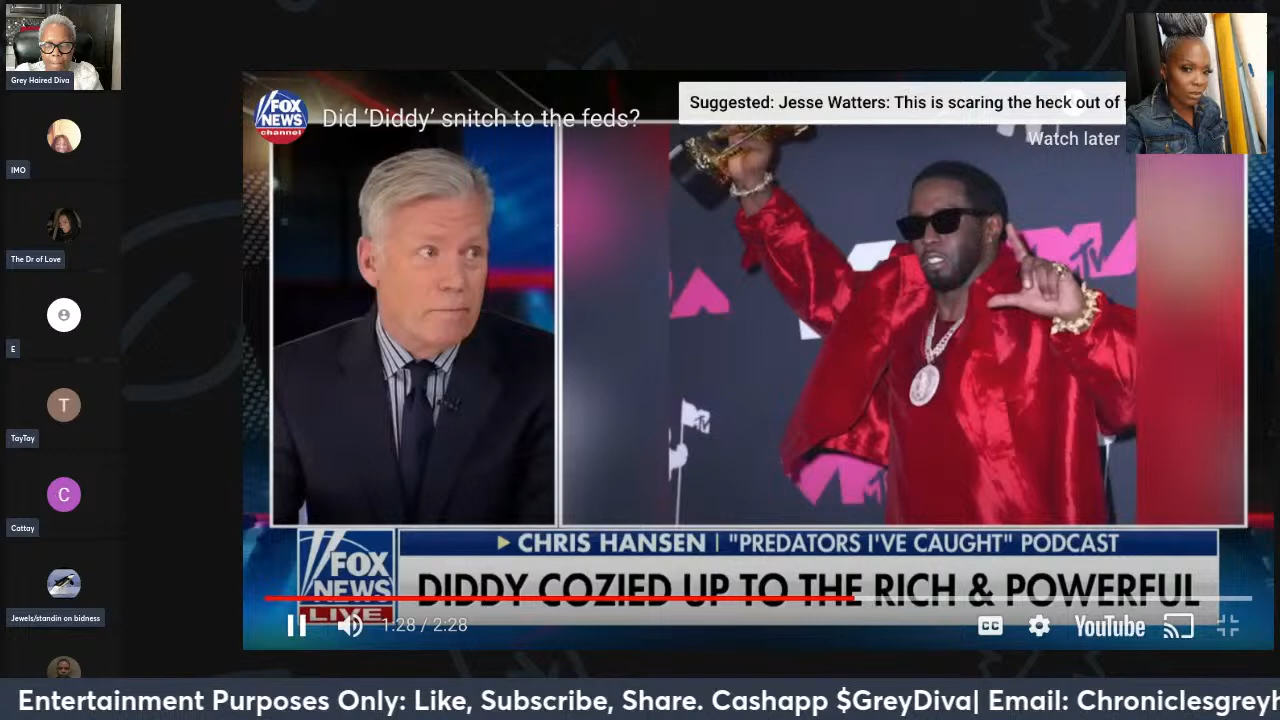 Grey Haired Diva
IMO
The Dr of Love
E
T
TayTay
C
Cattay
Jewels/standin on bidness
FOX
NEWS
channel
Did ‘Diddy’ snitch to the feds?
Suggested: Jesse Watters: This is scaring the heck out of
Watch later
MTV
MTV
CHRIS HANSEN | "PREDATORS I'VE CAUGHT" PODCAST
FOX
NEWS
LIVE
DIDDY COZIED UP TO THE RICH & POWERFUL
1:28 / 2:28
CC
YouTube
Entertainment Purposes Only: Like, Subscribe, Share. Cashapp $GreyDiva| Email: Chroniclesgrey